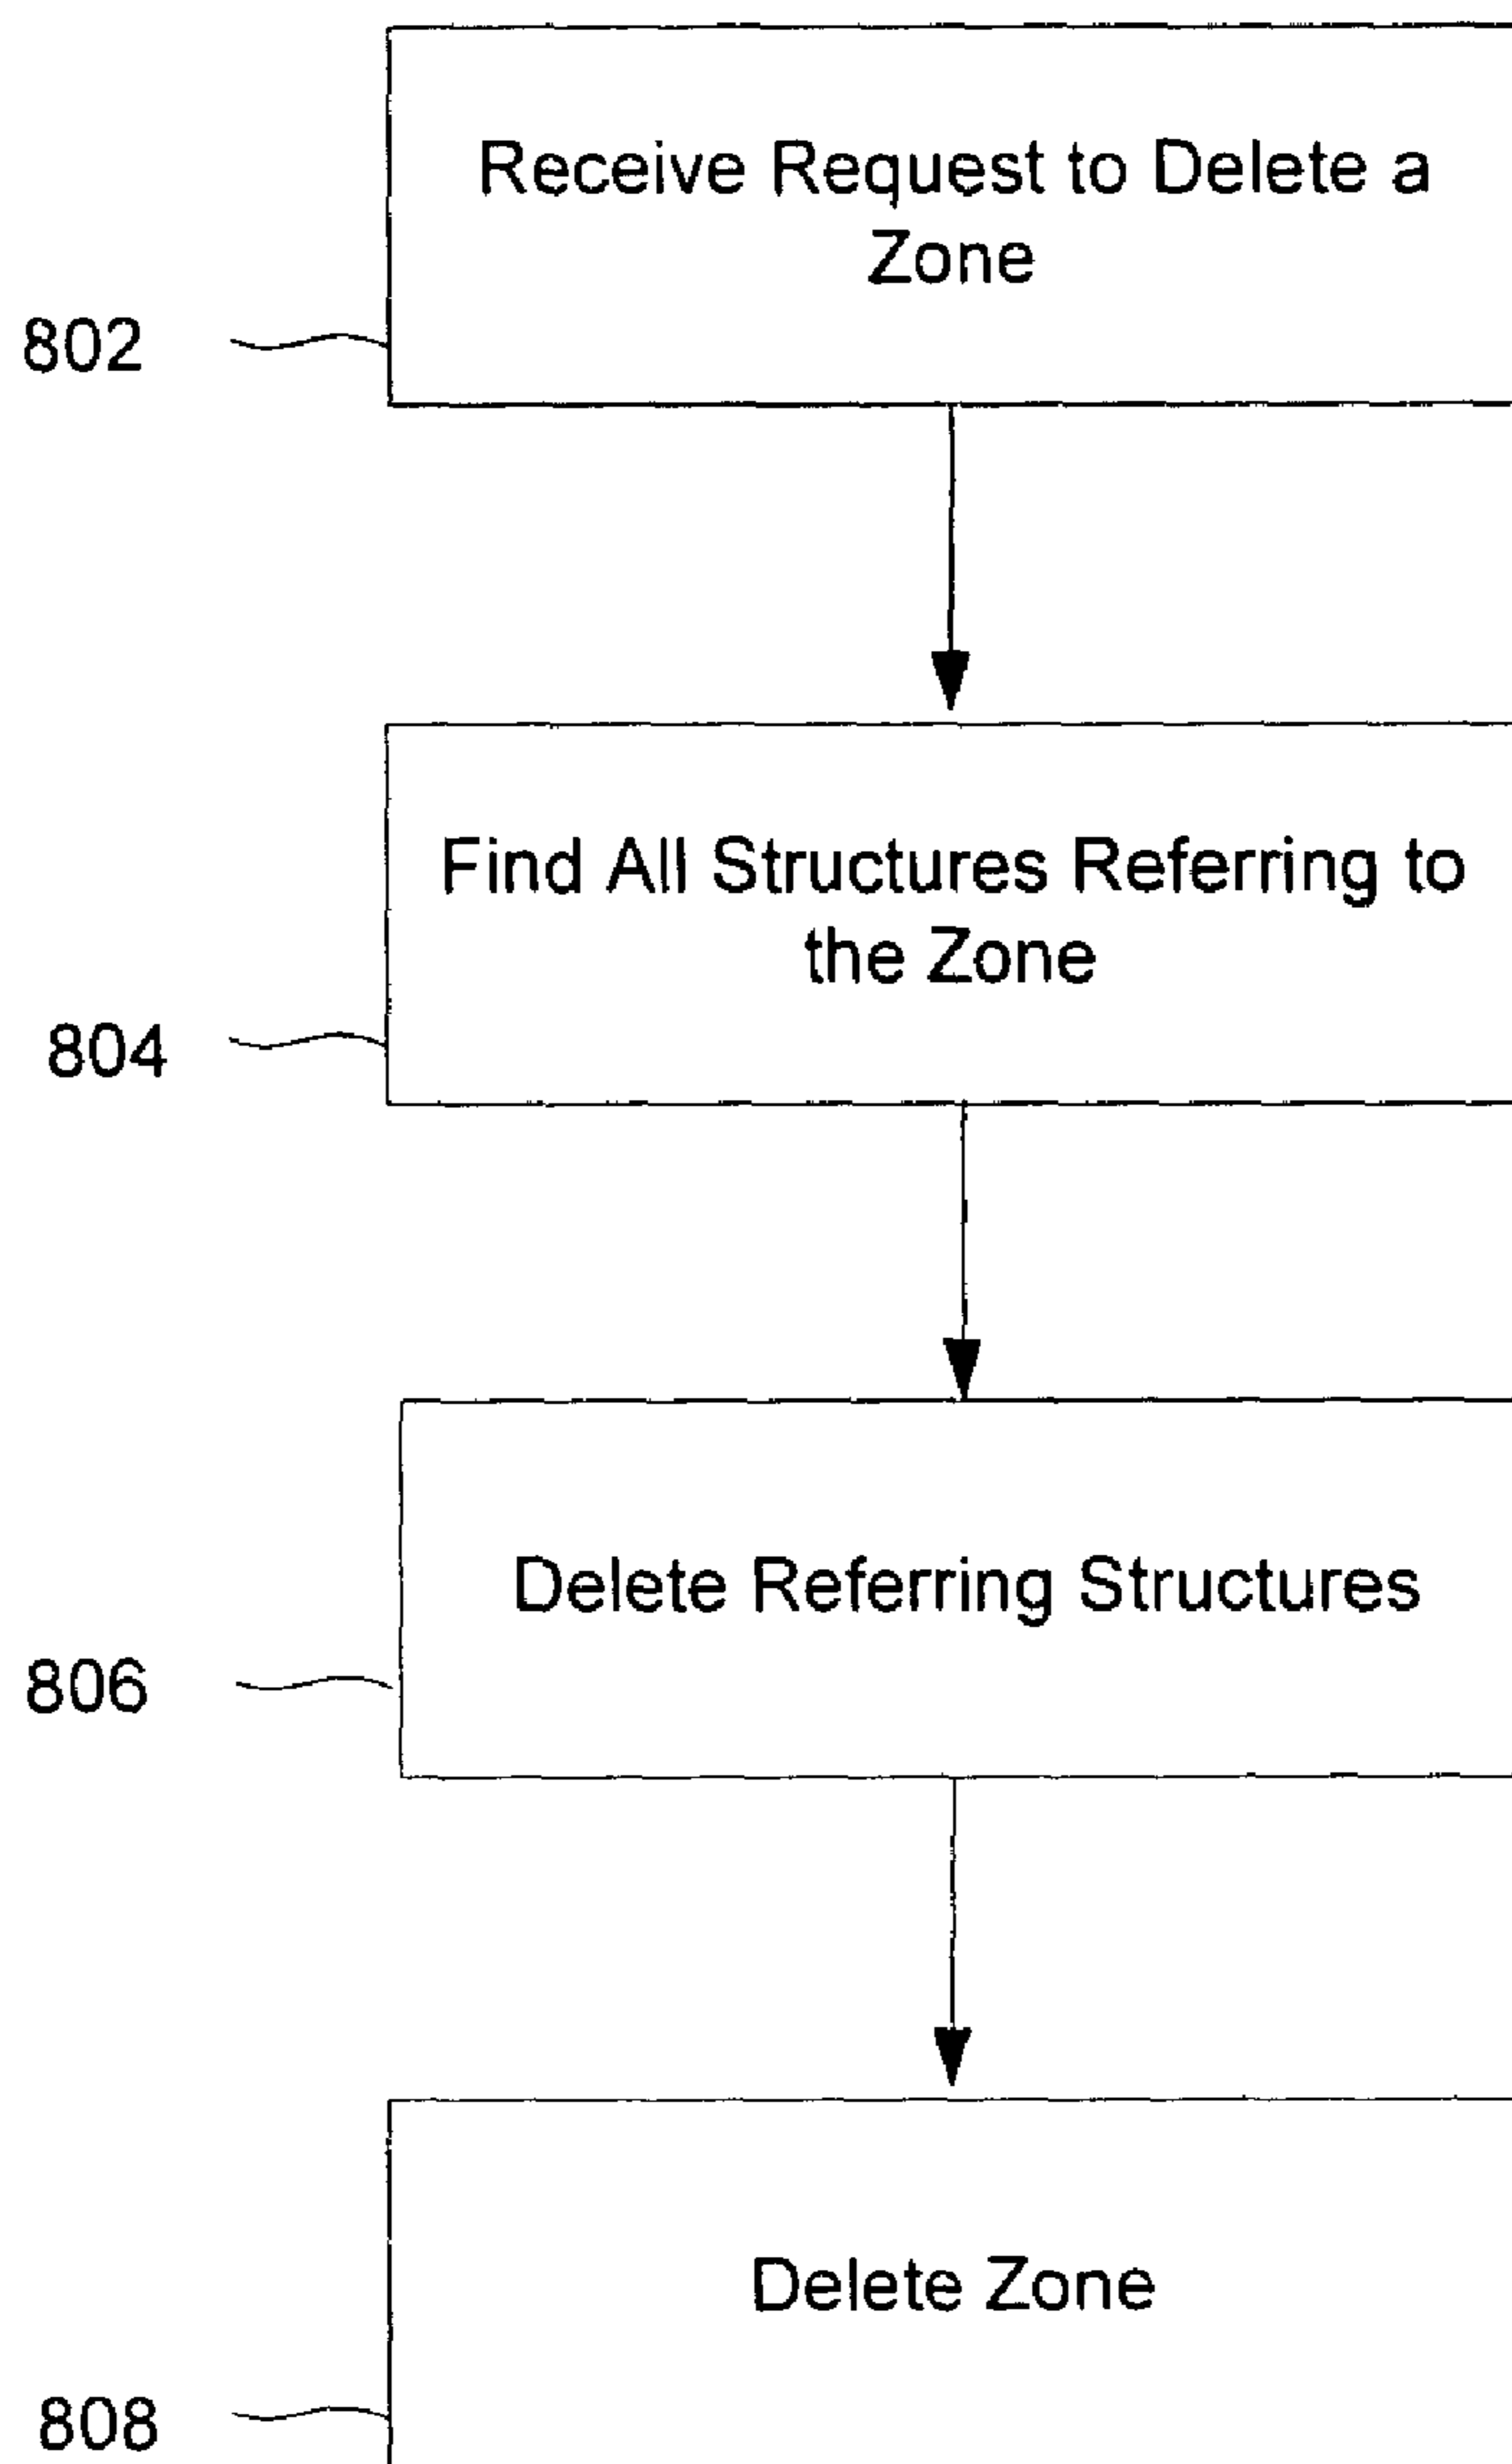 Receive Request to Delete a
Zone
802
Find All Structures Referring to
the Zone
804
Delete Referring Structures
806
Delete Zone
808